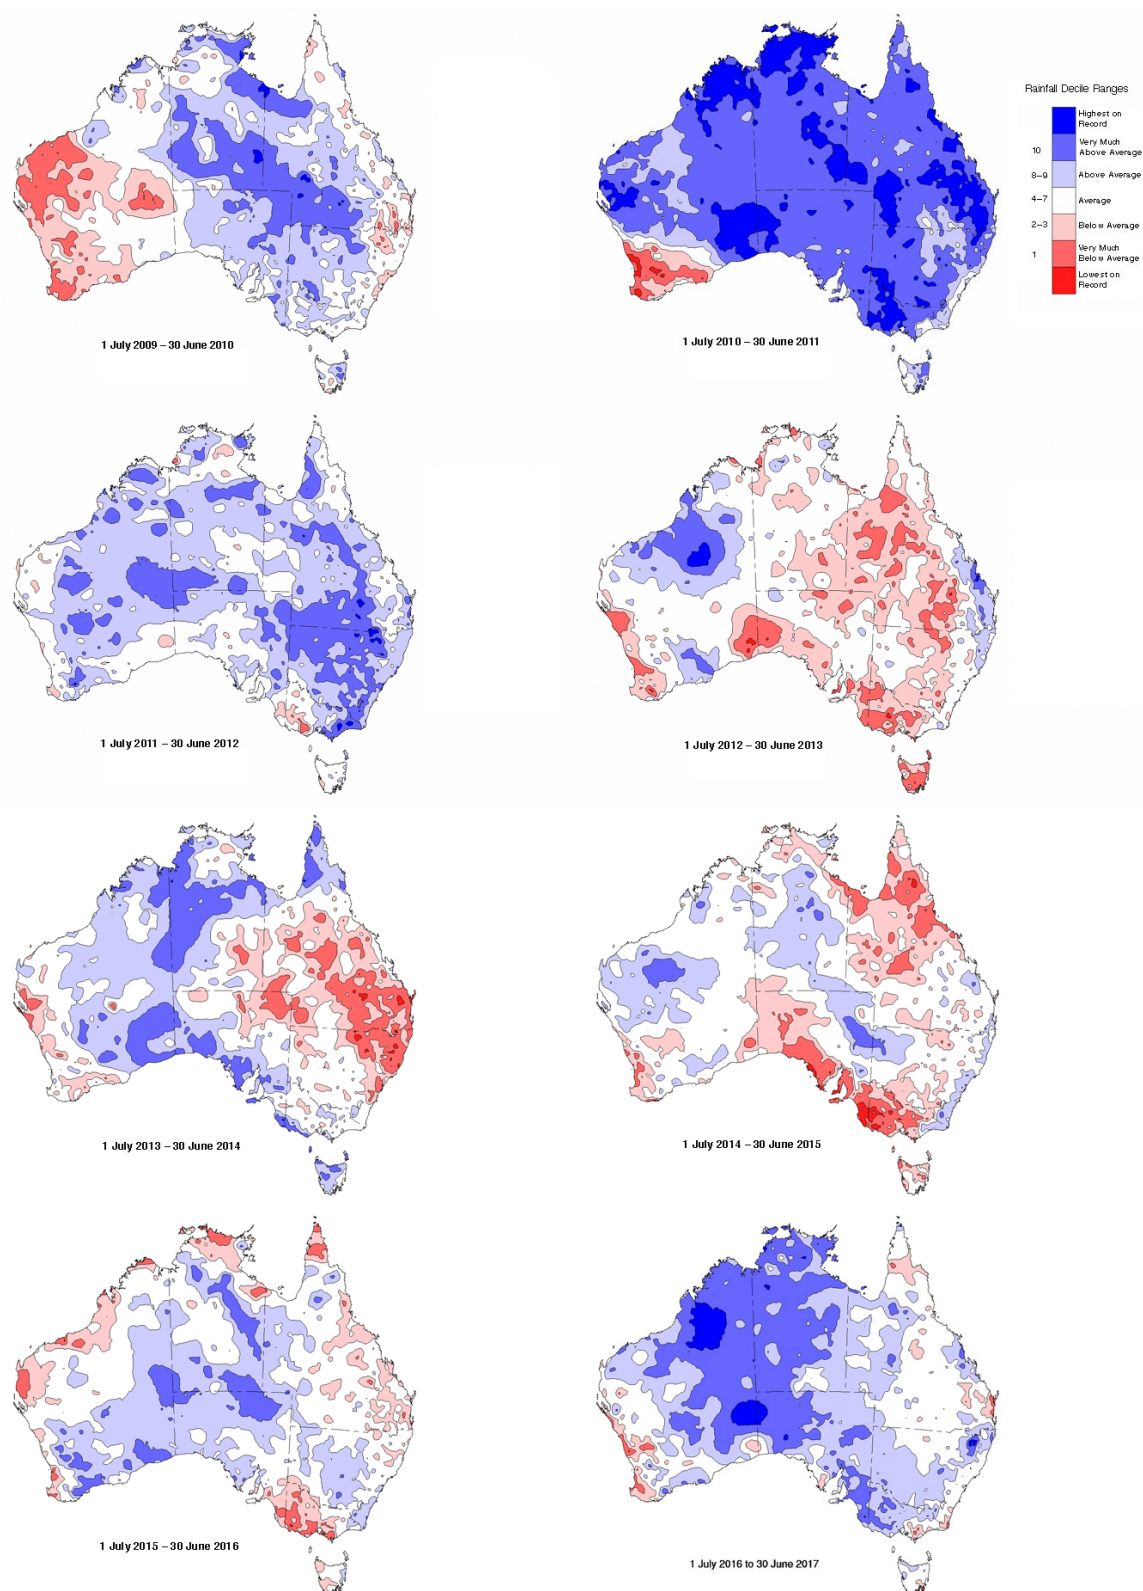 Rainfall Decile Ranges
Highest on
Record
10
Very Much
Above Average
8–9
Above Average
4–7
Average
2–3
Below Average
1
Very Much
Below Average
Lowest on
Record
1 July 2009 – 30 June 2010
1 July 2010 – 30 June 2011
1 July 2011 – 30 June 2012
1 July 2012 – 30 June 2013
1 July 2013 – 30 June 2014
1 July 2014 – 30 June 2015
1 July 2015 – 30 June 2016
1 July 2016 to 30 June 2017